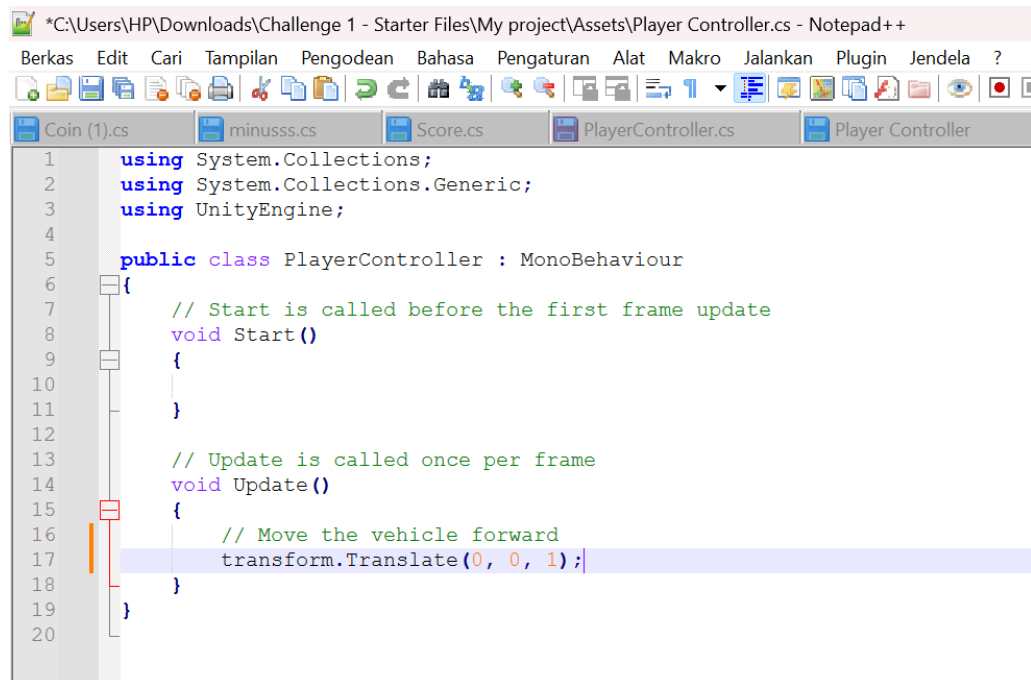 *C:\Users\HP\Downloads\Challenge 1 - Starter Files\My project\Assets\Player Controller.cs - Notepad++
Berkas Edit Cari Tampilan Pengodean Bahasa Pengaturan Alat Makro Jalankan Plugin Jendela ?
Coin (1).cs minusss.cs Score.cs PlayerController.cs Player Controller
1 using System.Collections;
2 using System.Collections.Generic;
3 using UnityEngine;
4
5 public class PlayerController : MonoBehaviour
6 {
7 // Start is called before the first frame update
8 void Start()
9 {
10
11 }
12
13 // Update is called once per frame
14 void Update()
15 {
16 // Move the vehicle forward
17 transform.Translate(0, 0, 1);
18 }
19 }
20